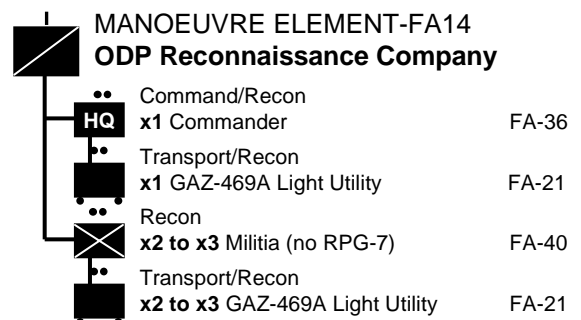 MANOEUVRE ELEMENT-FA14
ODP Reconnaissance Company
Command/Recon
HQ x1 Commander FA-36
Transport/Recon
x1 GAZ-469A Light Utility FA-21
Recon
x2 to x3 Militia (no RPG-7) FA-40
Transport/Recon
x2 to x3 GAZ-469A Light Utility FA-21